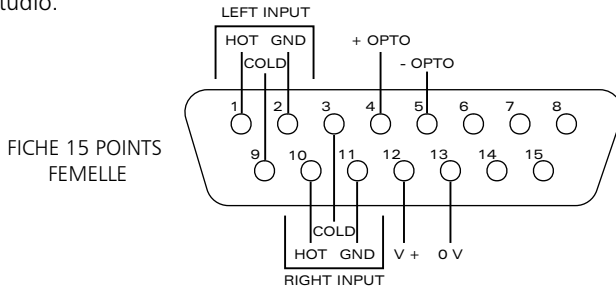 tudio.
LEFT INPUT
HOT GND + OPTO
COLD - OPTO
1 2 3 4 5 6 7 8
FICHE 15 POINTS
FEMELLE
9 10 11 12 13 14 15
COLD
HOT GND V + 0 V
RIGHT INPUT